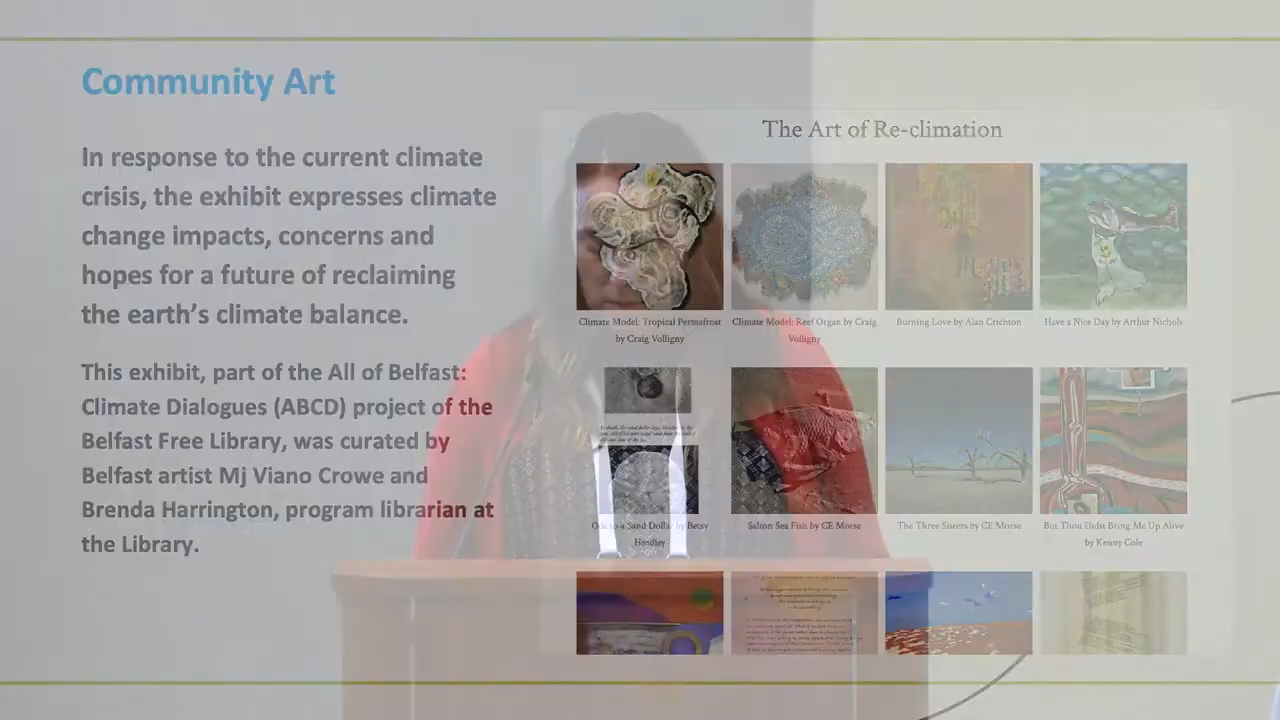 Community Art
In response to the current climate
crisis, the exhibit expresses climate
change impacts, concerns and
hopes for a future of reclaiming
the earth's climate balance.
This exhibit, part of the All of Belfast:
Climate Dialogues (ABCD) project of the
Belfast Free Library, was curated by
Belfast artist Mj Viano Crowe and
Brenda Harrington, program librarian at
the Library.
The Art of Re-climation
Climate Model: Tropical Permafrost
by Craig Volligny
Climate Model: Reef Organ by Craig
Volligny
Burning Love by Alan Crichton
Have a Nice Day by Arthur Nichols
Ode to a Sand Dollar by Betsy
Headley
Salton Sea Fish by CE Morse
The Three Sisters by CE Morse
But Thou Didst Bring Me Up Alive
by Kenny Cole